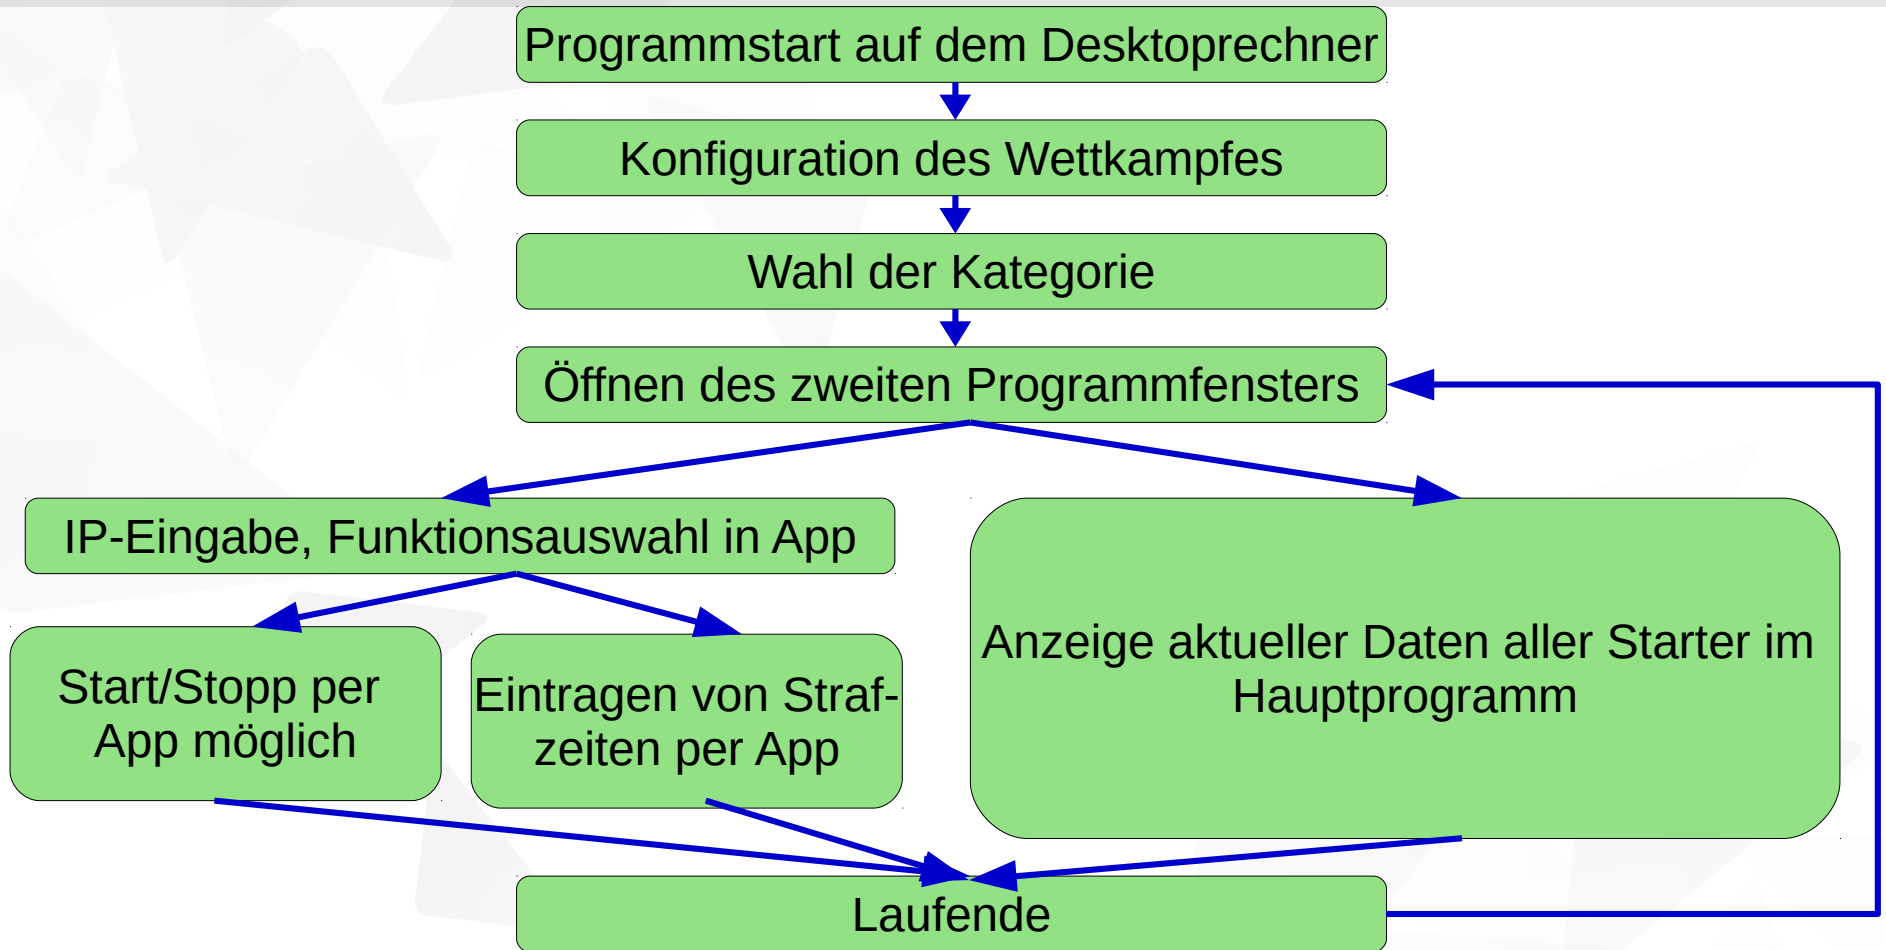 Programmstart auf dem Desktoprechner
Konfiguration des Wettkampfes
Wahl der Kategorie
Öffnen des zweiten Programmfensters
IP-Eingabe, Funktionsauswahl in App
Start/Stopp per
App möglich
Eintragen von Straf-
zeiten per App
Anzeige aktueller Daten aller Starter im
Hauptprogramm
Laufende